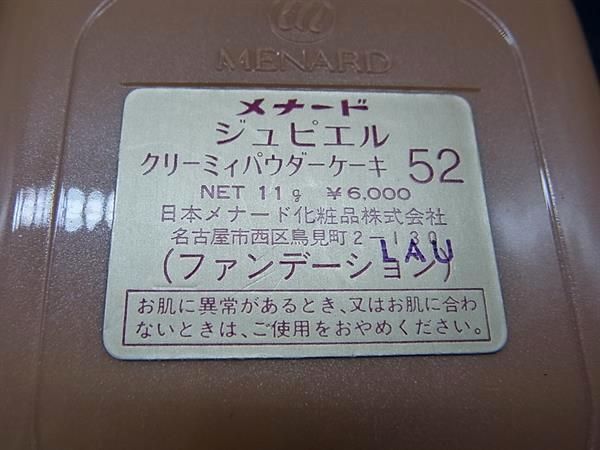 MENARD
メナード
ジュピエル
クリーミィパウダーケーキ 52
NET 11g ¥6,000
日本メナード化粧品株式会社
名古屋市西区鳥見町2-130
(ファンデーション)
LAU
お肌に異常があるとき、又はお肌に合わ
ないときは、ご使用をおやめください。